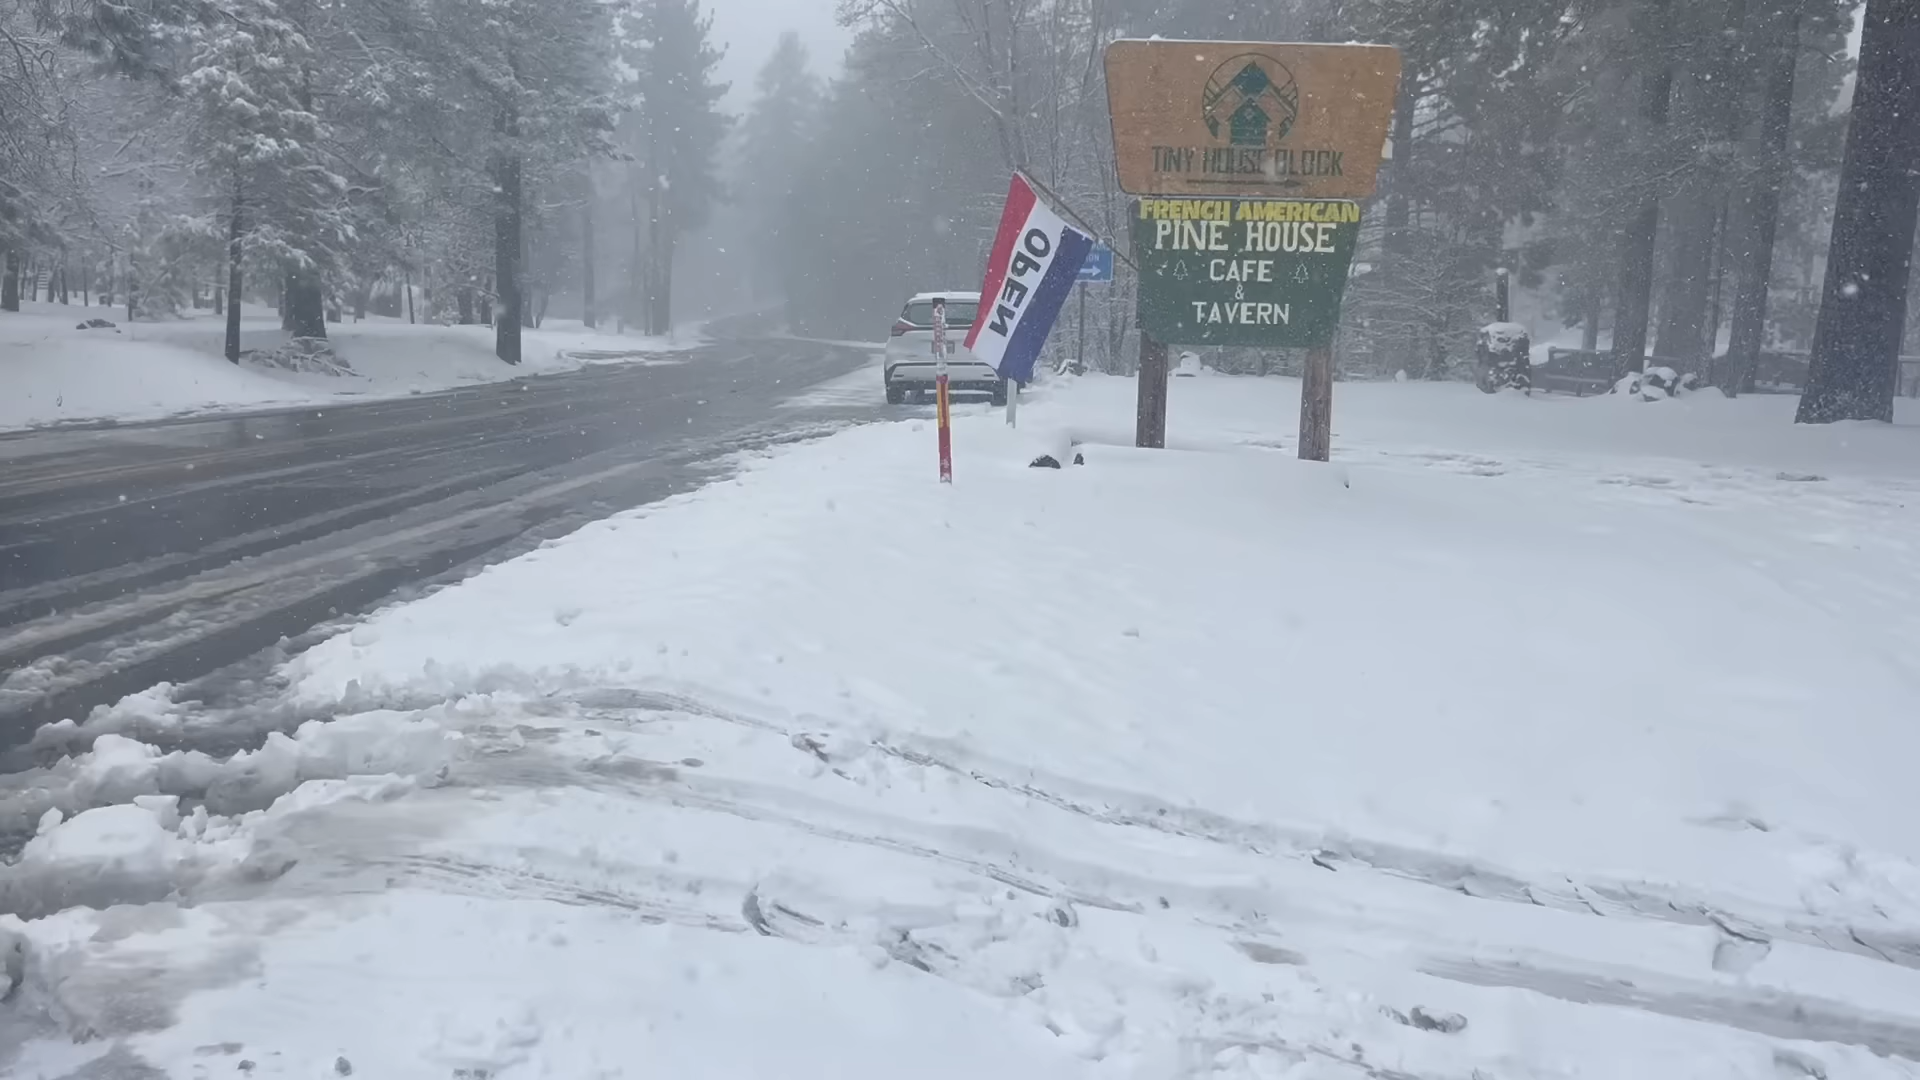 TINY HOUSE BLOCK
FRENCH AMERICAN
PINE HOUSE
CAFE
&
TAVERN
OPEN